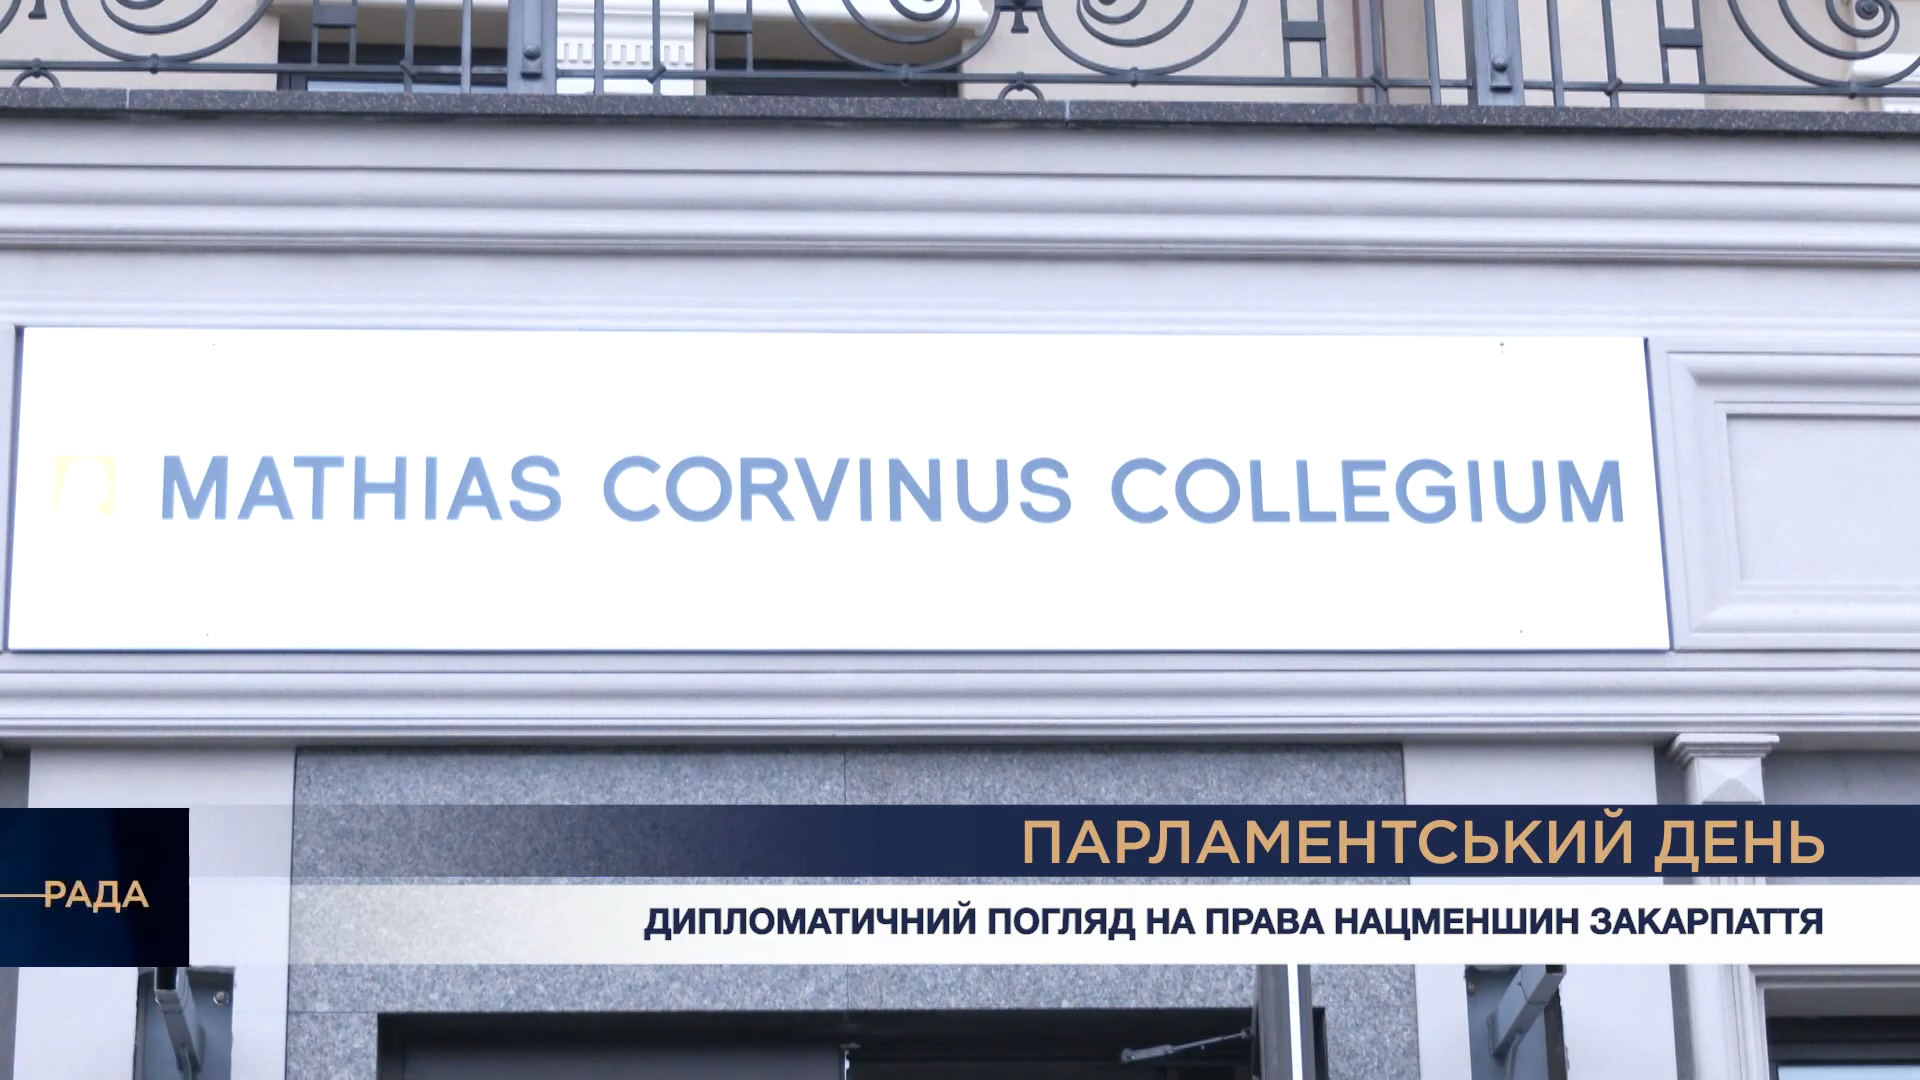 MATHIAS CORVINUS COLLEGIUM
ПАРЛАМЕНТСЬКИЙ ДЕНЬ
РАДА
ДИПЛОМАТИЧНИЙ ПОГЛЯД НА ПРАВА НАЦМЕНШИН ЗАКАРПАТТЯ